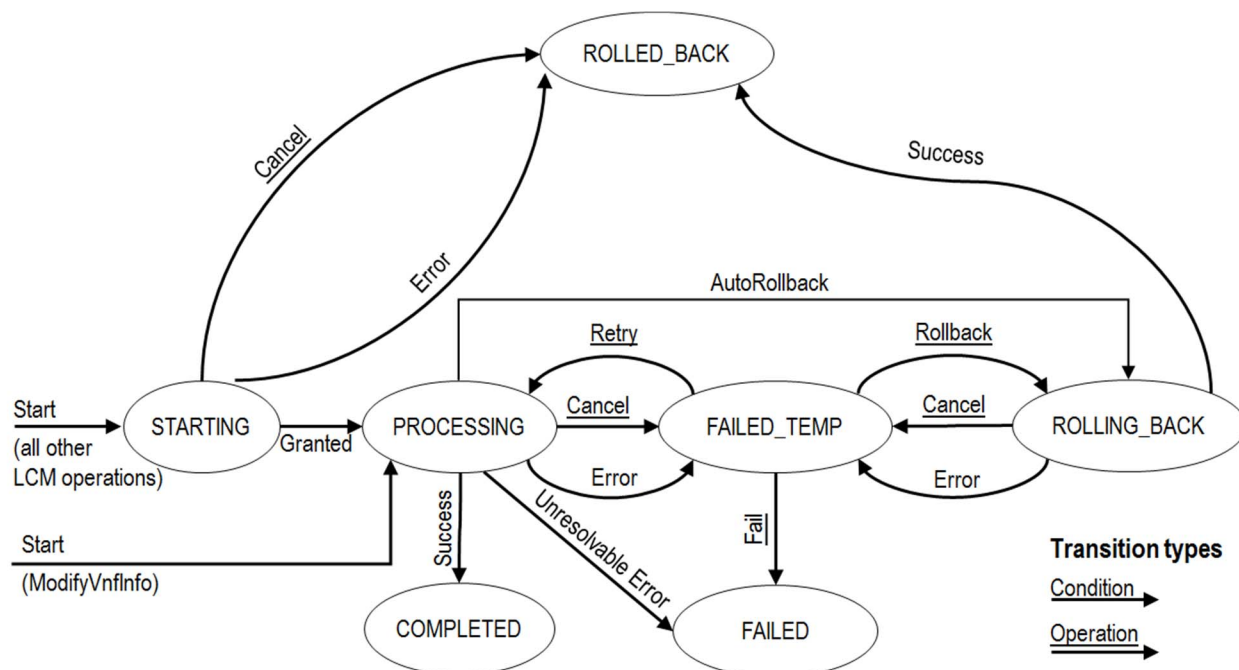 ROLLED_BACK
Cancel
Success
Error
AutoRollback
Retry
Rollback
Start
(all other
LCM operations)
STARTING
Granted
PROCESSING
Cancel
FAILED_TEMP
Cancel
ROLLING_BACK
Error
Error
Start
(ModifyVnfInfo)
Success
Unresolvable Error
Fail
COMPLETED
FAILED
Transition types
Condition
Operation